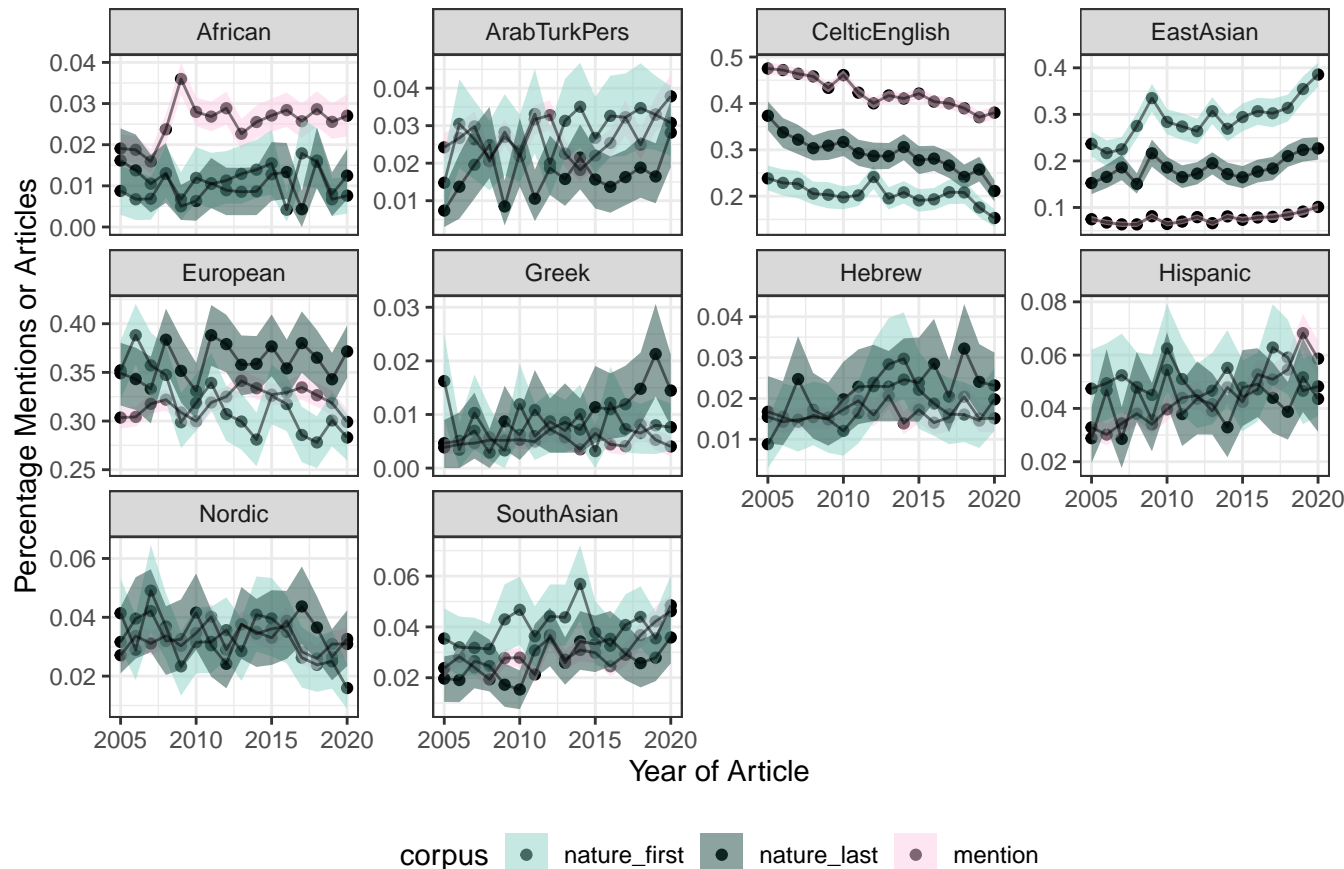 African ArabTurkPers CelticEnglish EastAsian
0.04 0.03 0.02 0.01 0.00
0.04 0.03 0.02 0.01
0.5 0.4 0.3 0.2
0.4 0.3 0.2 0.1
European Greek Hebrew Hispanic
0.40 0.35 0.30 0.25
0.03 0.02 0.01 0.00
0.04 0.03 0.02 0.01
0.08 0.06 0.04 0.02
2005 2010 2015 2020 2005 2010 2015 2020
Nordic SouthAsian
0.06 0.04 0.02
0.06 0.04 0.02
2005 2010 2015 2020 2005 2010 2015 2020
Percentage Mentions or Articles
Year of Article
corpus nature_first nature_last mention